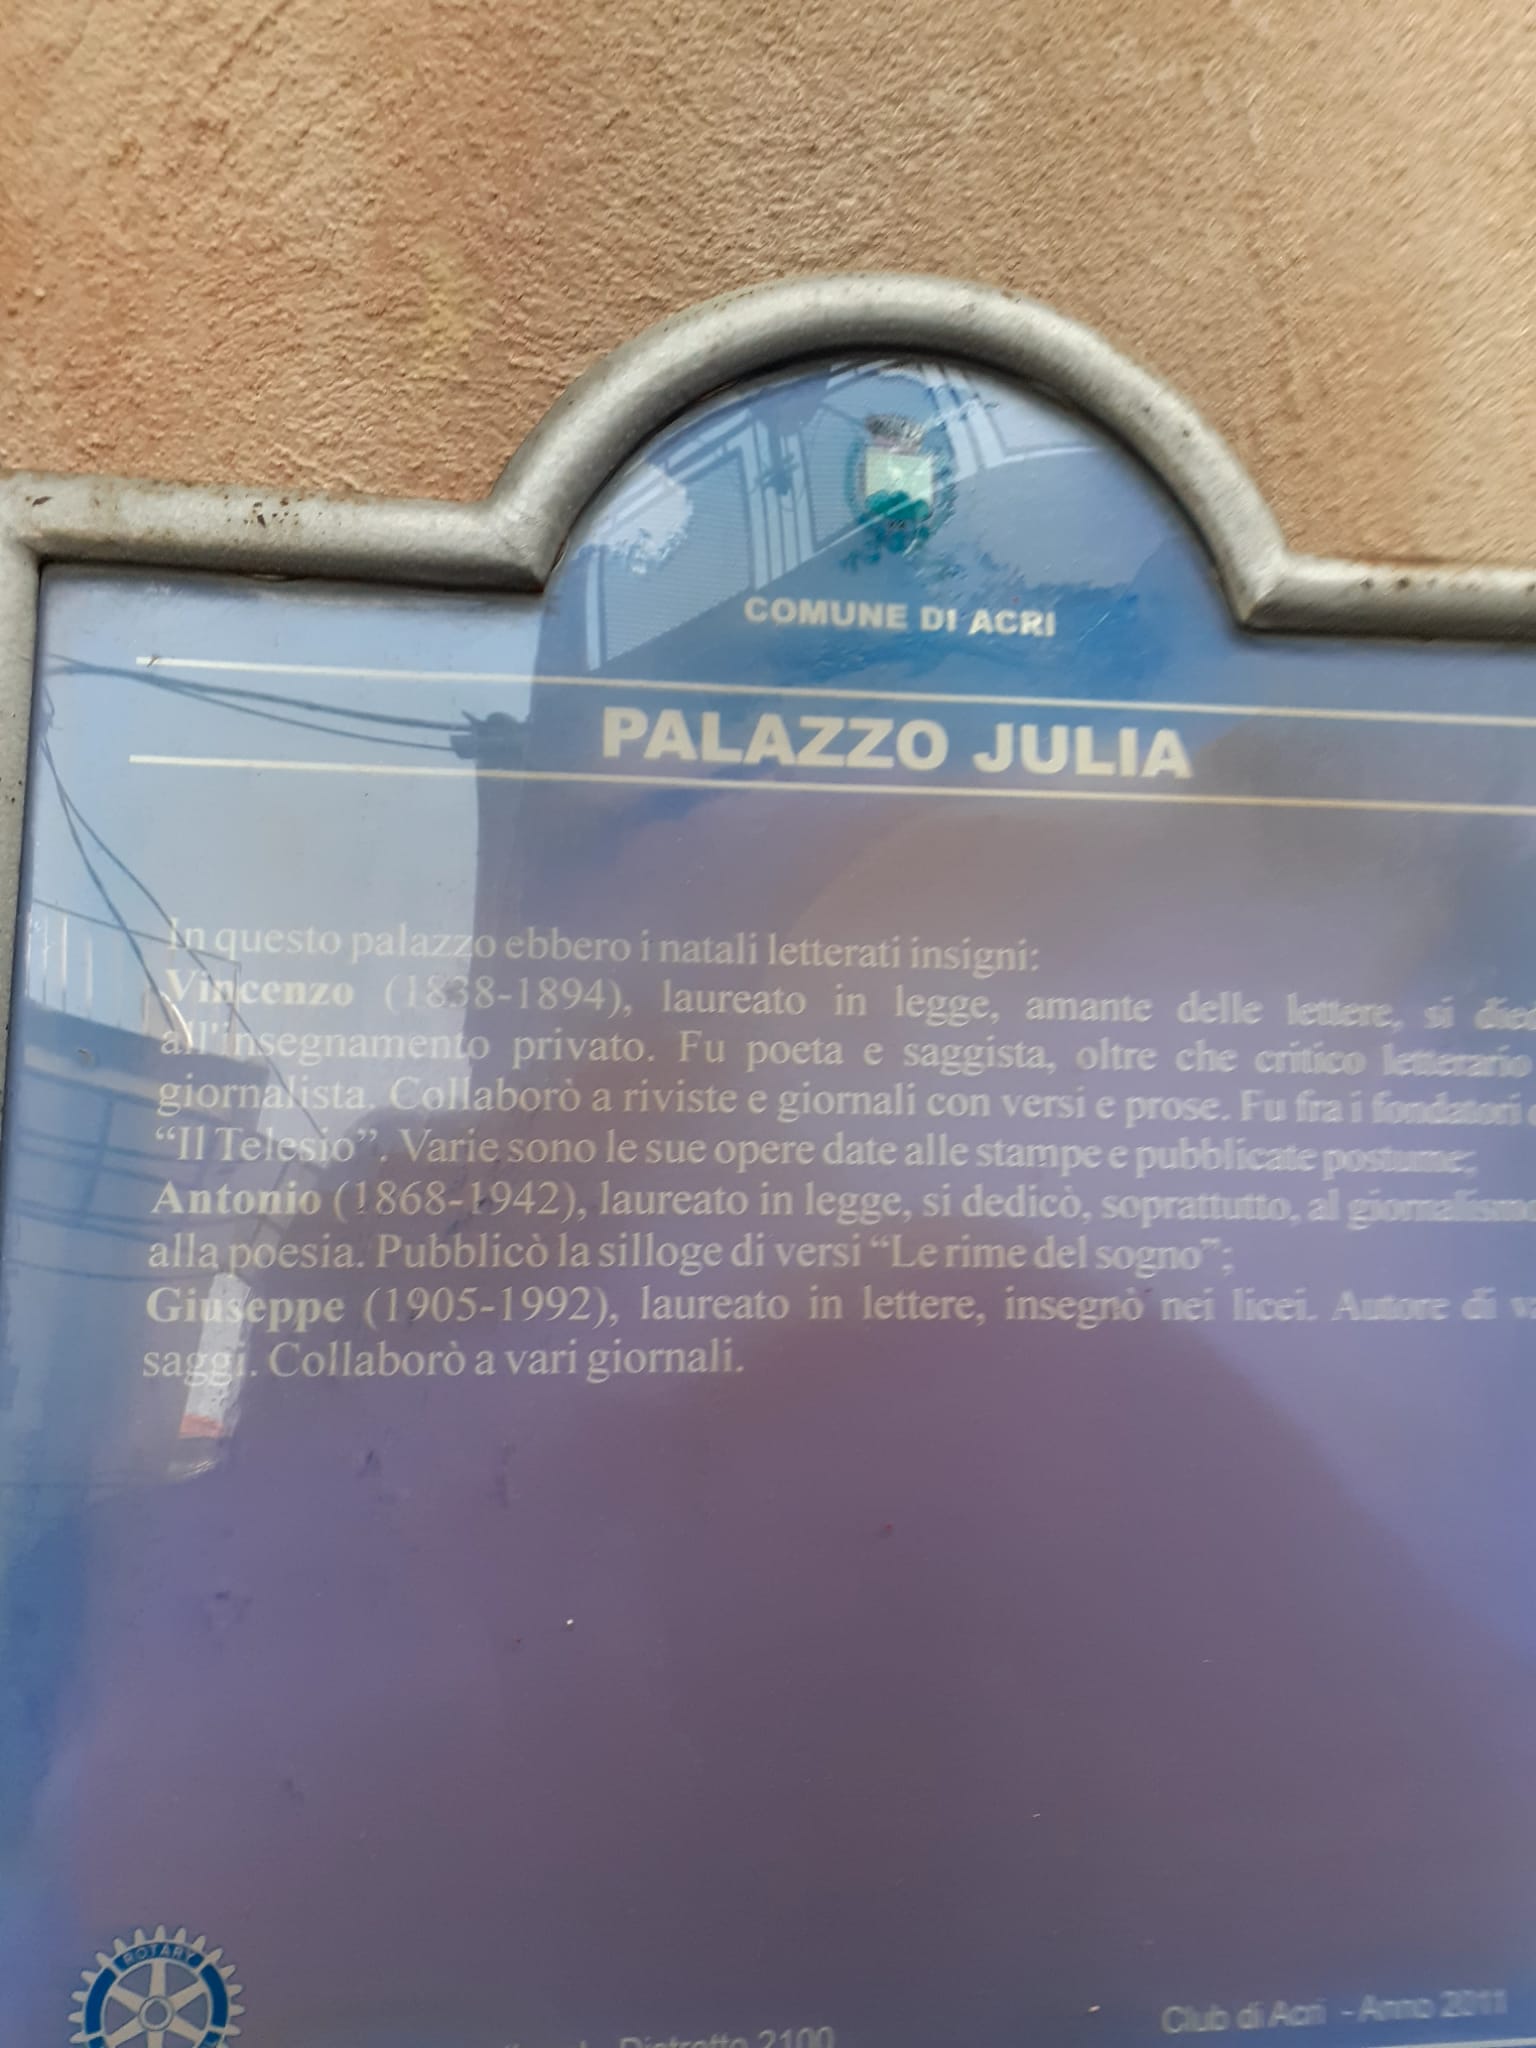 COMUNE DI ACRI
PALAZZO JULIA
In questo palazzo ebbero i natali letterati insigni:
Vincenzo (1838-1894), laureato in legge, amante delle lettere, si
all'insegnamento privato. Fu poeta e saggista, oltre che critico letterario
giornalista. Collaborò a riviste e giornali con versi e prose. Fu fra i fondatori
“Il Telesio”. Varie sono le sue opere date alle stampe e pubblicate postume;
Antonio (1868-1942), laureato in legge, si dedicò, soprattutto, al giornalismo
alla poesia. Pubblicò la silloge di versi “Le rime del sogno”;
Giuseppe (1905-1992), laureato in lettere, insegnò nei licei. Autore di
saggi. Collaborò a vari giornali.
ROTARY
Distretto 2100
Club di Acri - Anno 2011